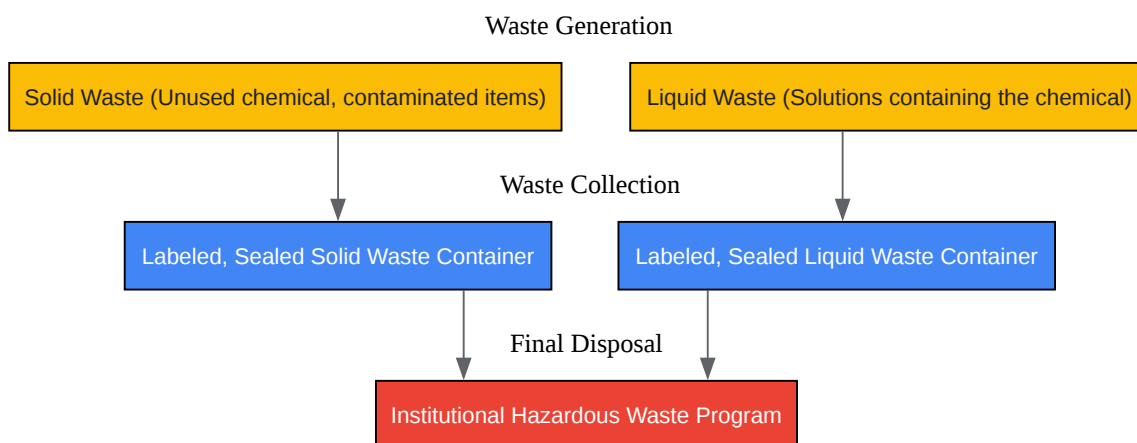 Waste Generation
Solid Waste (Unused chemical, contaminated items)
Liquid Waste (Solutions containing the chemical)
Waste Collection
Labeled, Sealed Solid Waste Container
Labeled, Sealed Liquid Waste Container
Final Disposal
Institutional Hazardous Waste Program